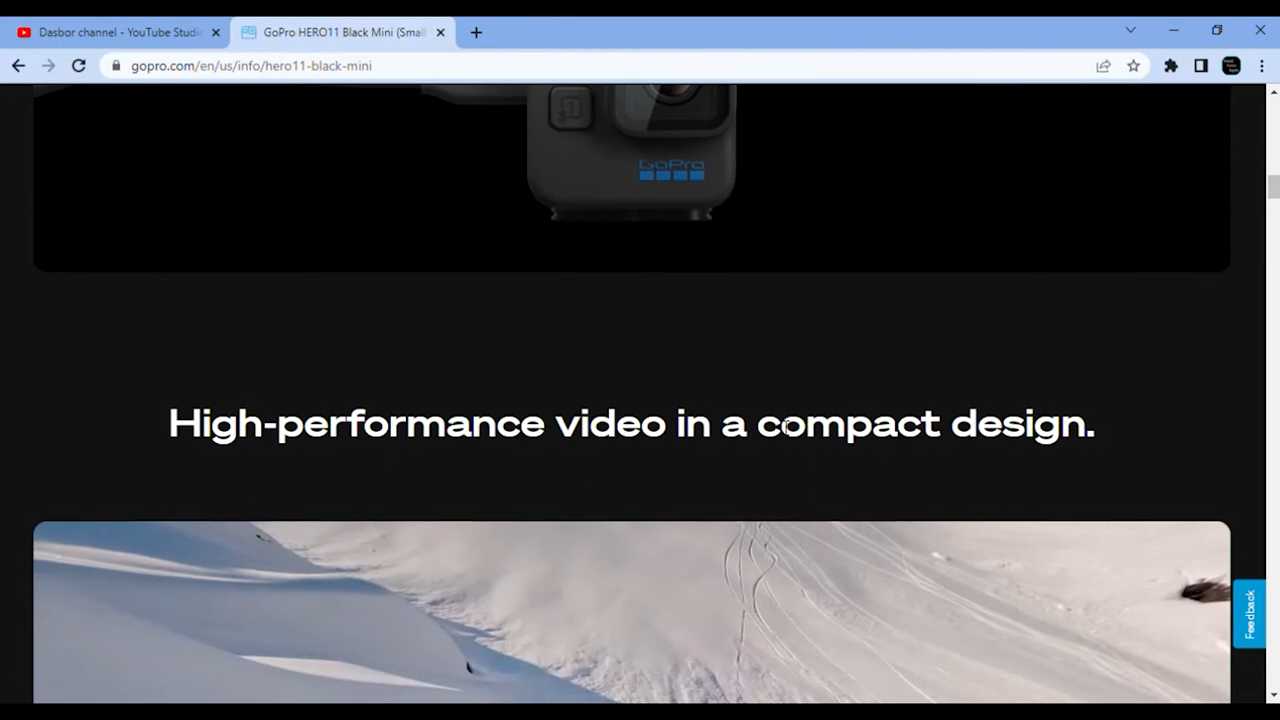 Dasbor channel - YouTube Studi
GoPro HERO11 Black Mini (Small
gopro.com/en/us/info/hero11-black-mini
GoPro
High-performance video in a compact design.
Feedback